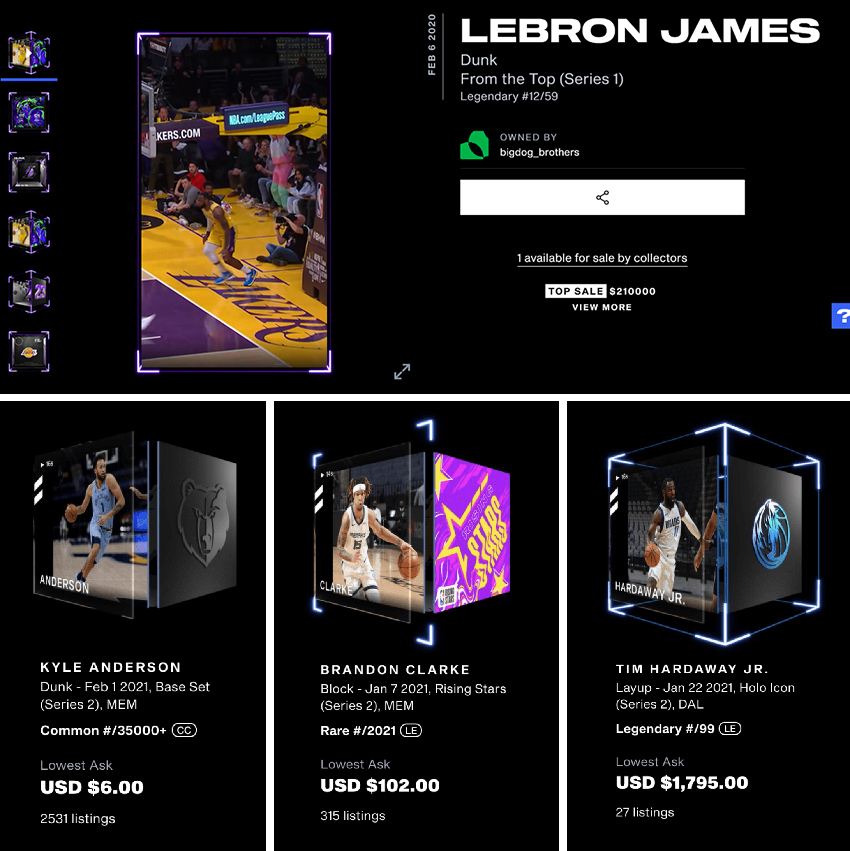 FEB 6 2020
LEBRON JAMES
Dunk
From the Top (Series 1)
Legendary #12/59
OWNED BY
bigdog_brothers
1 available for sale by collectors
TOP SALE $210000
VIEW MORE
?
NBA.com/LeaguePass
KERS.COM
LAKERS
ANDERSON
KYLE ANDERSON
Dunk - Feb 1 2021, Base Set
(Series 2), MEM
Common #/35000+ CC
Lowest Ask
USD $6.00
2531 listings
CLARKE
RISING STARS
BRANDON CLARKE
Block - Jan 7 2021, Rising Stars
(Series 2), MEM
Rare #/2021 LE
Lowest Ask
USD $102.00
315 listings
HARDAWAY JR.
TIM HARDAWAY JR.
Layup - Jan 22 2021, Holo Icon
(Series 2), DAL
Legendary #/99 LE
Lowest Ask
USD $1,795.00
27 listings